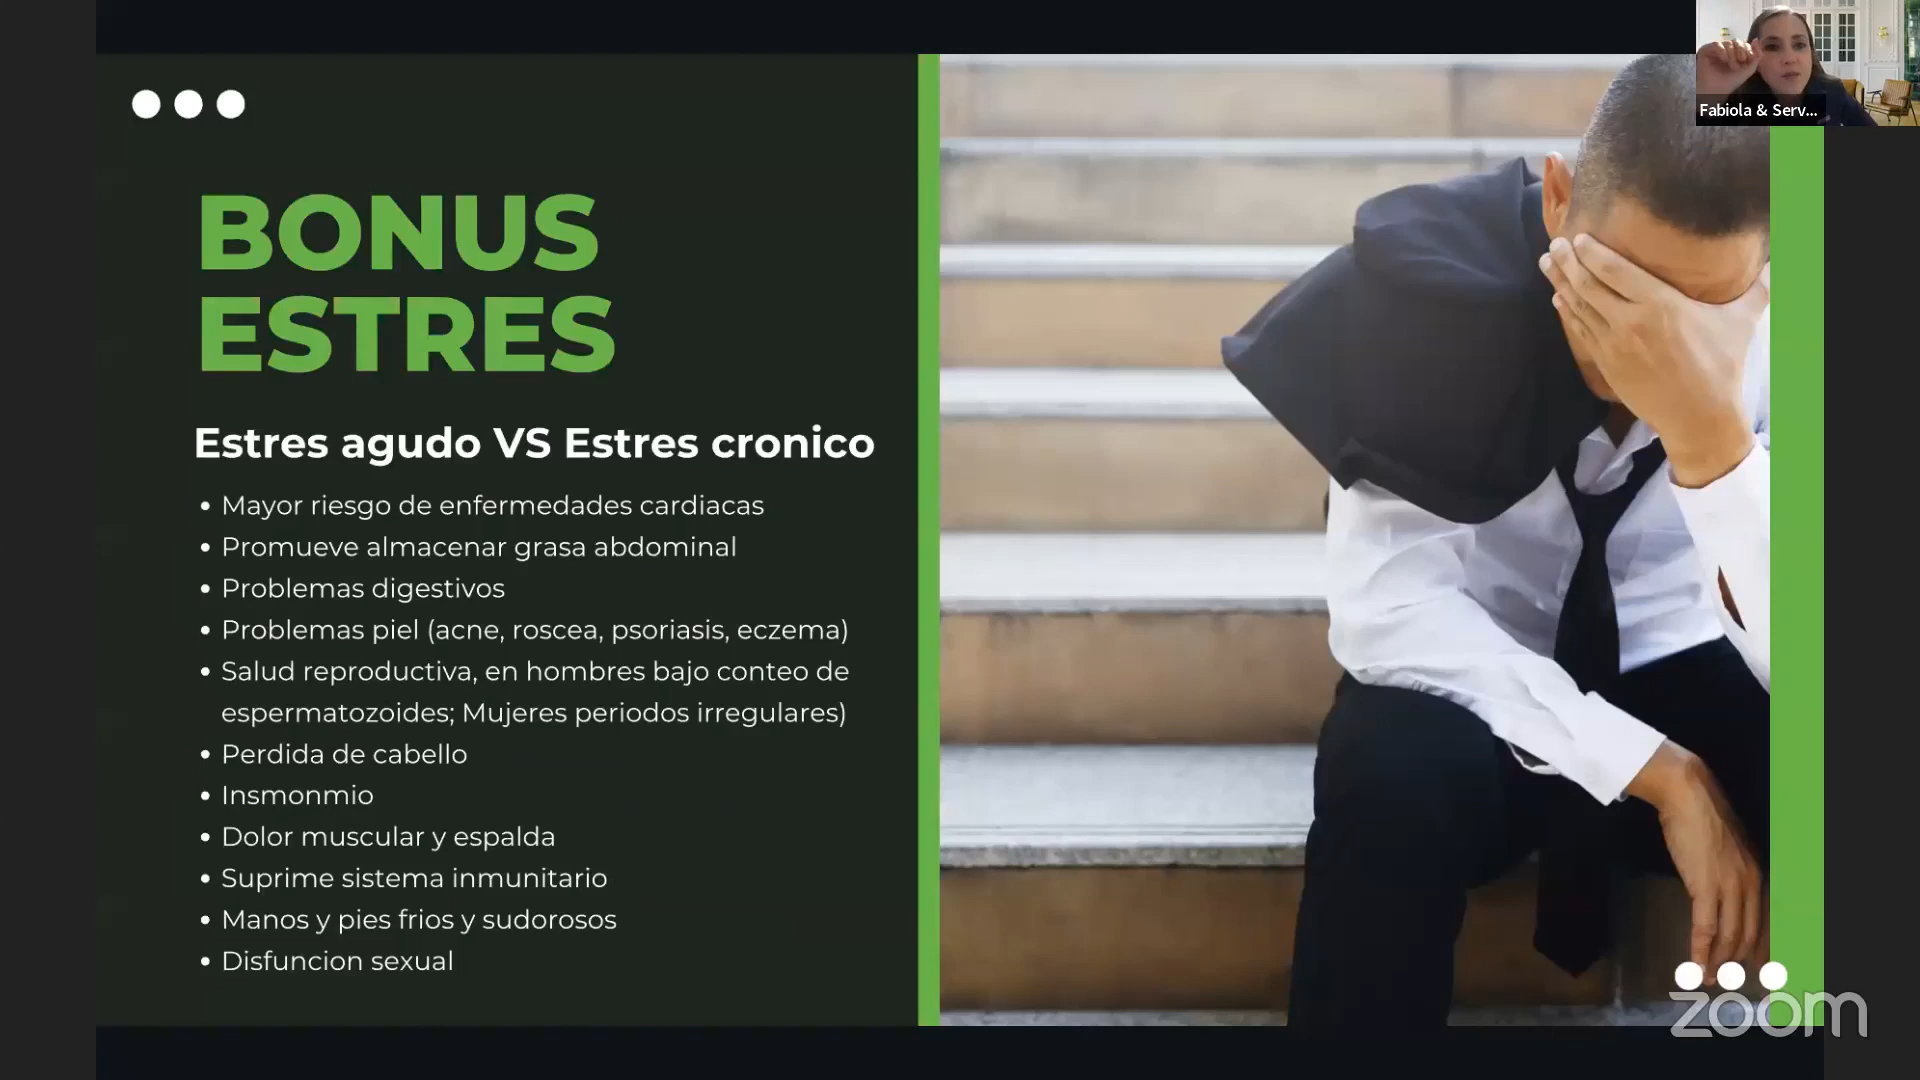 Fabiola & Serv...
BONUS
ESTRES
Estres agudo VS Estres cronico
• Mayor riesgo de enfermedades cardiacas
• Promueve almacenar grasa abdominal
• Problemas digestivos
• Problemas piel (acne, roscea, psoriasis, eczema)
• Salud reproductiva, en hombres bajo conteo de
espermatozoides; Mujeres periodos irregulares)
• Perdida de cabello
• Insmonmio
• Dolor muscular y espalda
• Suprime sistema inmunitario
• Manos y pies frios y sudorosos
• Disfuncion sexual
zoom